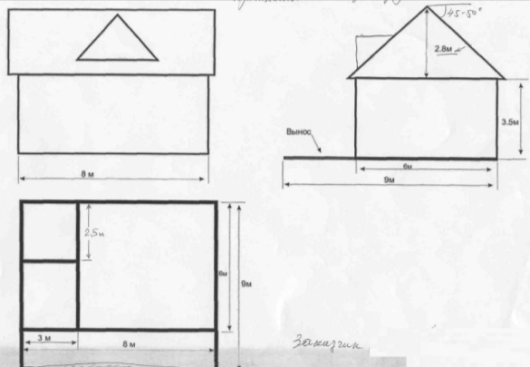 45-50°
2.8м
3.5м
Вынос
8 м
6м
9м
2,5м
6м
9м
3 м
8 м
Заказчик